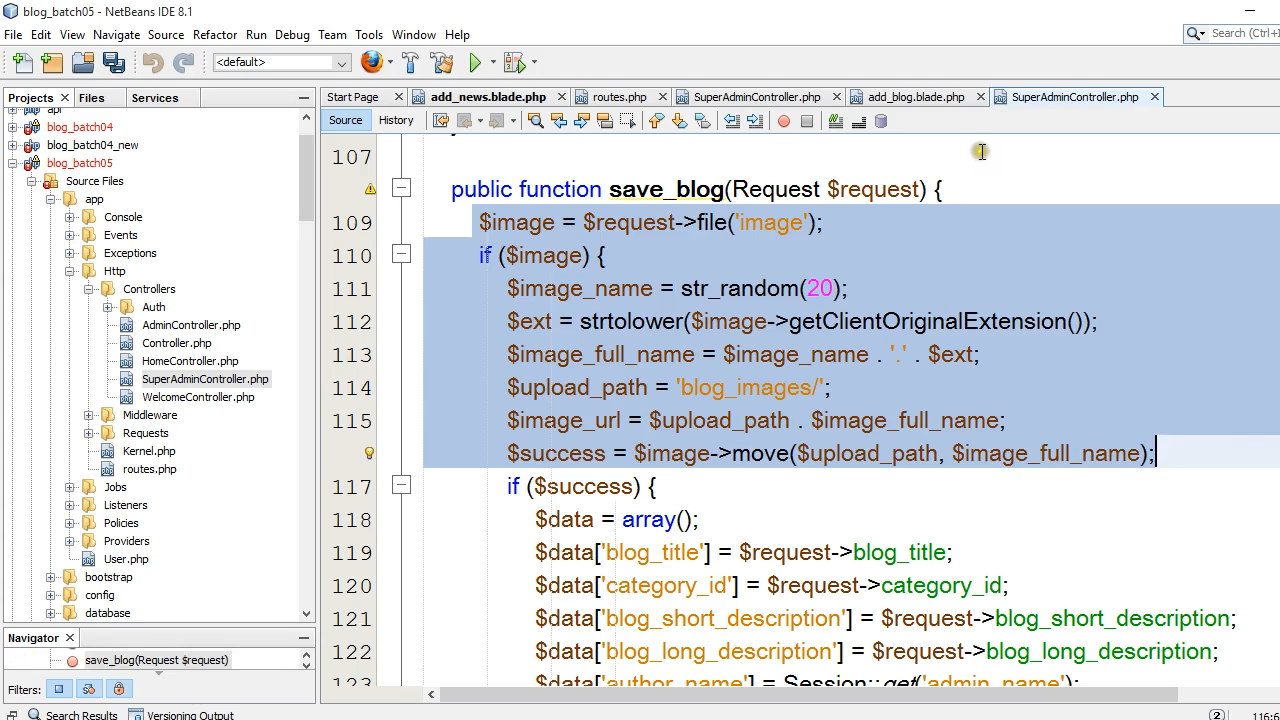 blog_batch05 - NetBeans IDE 8.1
File Edit View Navigate Source Refactor Run Debug Team Tools Window Help
Search (Ctrl+I
<default>
Projects Files Services
api
blog_batch04
blog_batch04_new
blog_batch05
Source Files
app
Console
Events
Exceptions
Http
Controllers
Auth
AdminController.php
Controller.php
HomeController.php
SuperAdminController.php
WelcomeController.php
Middleware
Requests
Kernel.php
routes.php
Jobs
Listeners
Policies
Providers
User.php
bootstrap
config
database
Navigator
save_blog(Request $request)
Filters:
Start Page add_news.blade.php routes.php SuperAdminController.php add_blog.blade.php SuperAdminController.php
Source History
107
public function save_blog(Request $request) {
109 $image = $request->file('image');
110 if ($image) {
111 $image_name = str_random(20);
112 $ext = strtolower($image->getClientOriginalExtension());
113 $image_full_name = $image_name . '.' . $ext;
114 $upload_path = 'blog_images/';
115 $image_url = $upload_path . $image_full_name;
$success = $image->move($upload_path, $image_full_name);
117 if ($success) {
118 $data = array();
119 $data['blog_title'] = $request->blog_title;
120 $data['category_id'] = $request->category_id;
121 $data['blog_short_description'] = $request->blog_short_description;
122 $data['blog_long_description'] = $request->blog_long_description;
123 $data['author_name'] = Session::get('admin_name');
Search Results Versioning Output
2 116:6